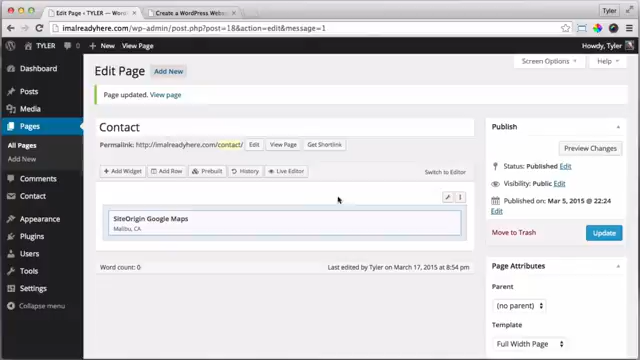 Edit Page ‹ TYLER — Wor
Create a WordPress Webs
Tyler
imalreadyhere.com/wp-admin/post.php?post=18&action=edit&message=1
TYLER
+ New
View Page
Howdy, Tyler
Dashboard
Posts
Media
Pages
All Pages
Add New
Comments
Contact
Appearance
Plugins
Users
Tools
Settings
Collapse menu
Screen Options
Help
Edit Page
Add New
Page updated. View page
Contact
Permalink: http://imalreadyhere.com/contact/
Edit
View Page
Get Shortlink
Add Widget
Add Row
Prebuilt
History
Live Editor
Switch to Editor
SiteOrigin Google Maps
Malibu, CA
Word count: 0
Last edited by Tyler on March 17, 2015 at 8:54 pm
Publish
Preview Changes
Status: Published Edit
Visibility: Public Edit
Published on: Mar 5, 2015 @ 22:24
Edit
Move to Trash
Update
Page Attributes
Parent
(no parent)
Template
Full Width Page